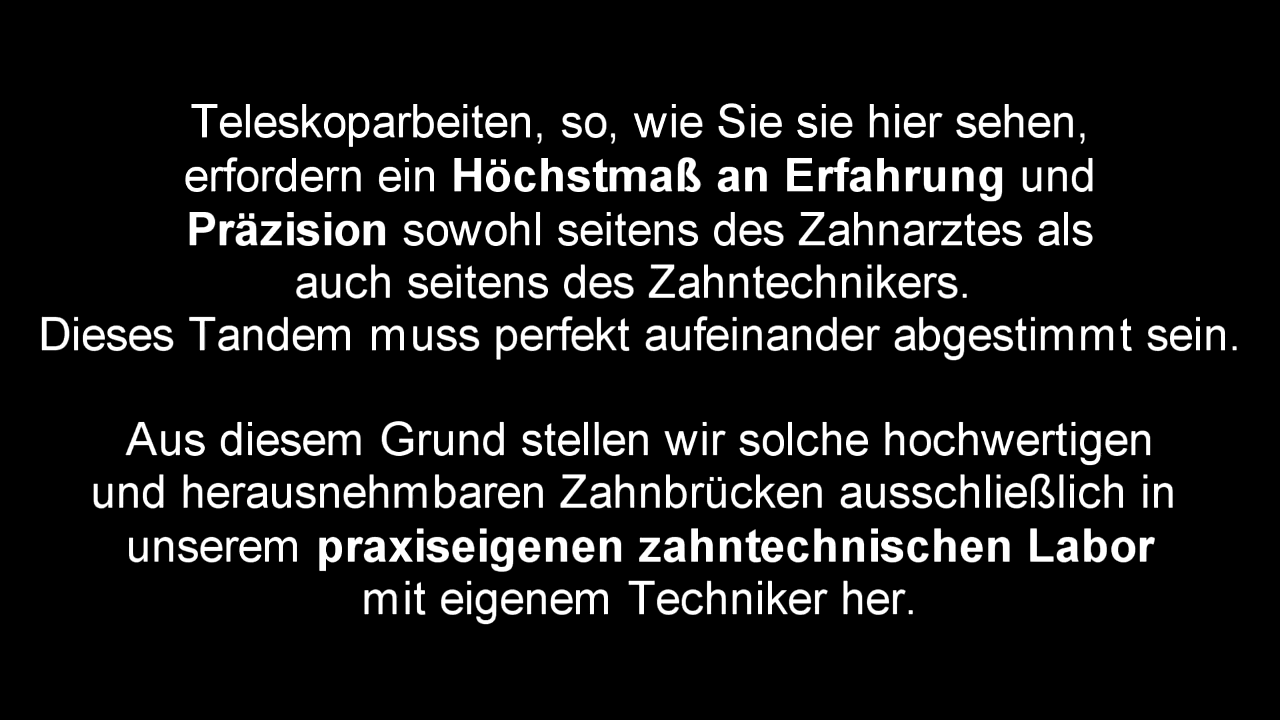 Teleskoparbeiten, so, wie Sie sie hier sehen,
erfordern ein Höchstmaß an Erfahrung und
Präzision sowohl seitens des Zahnarztes als
auch seitens des Zahntechnikers.
Dieses Tandem muss perfekt aufeinander abgestimmt sein.
Aus diesem Grund stellen wir solche hochwertigen
und herausnehmbaren Zahnbrücken ausschließlich in
unserem praxiseigenen zahntechnischen Labor
mit eigenem Techniker her.